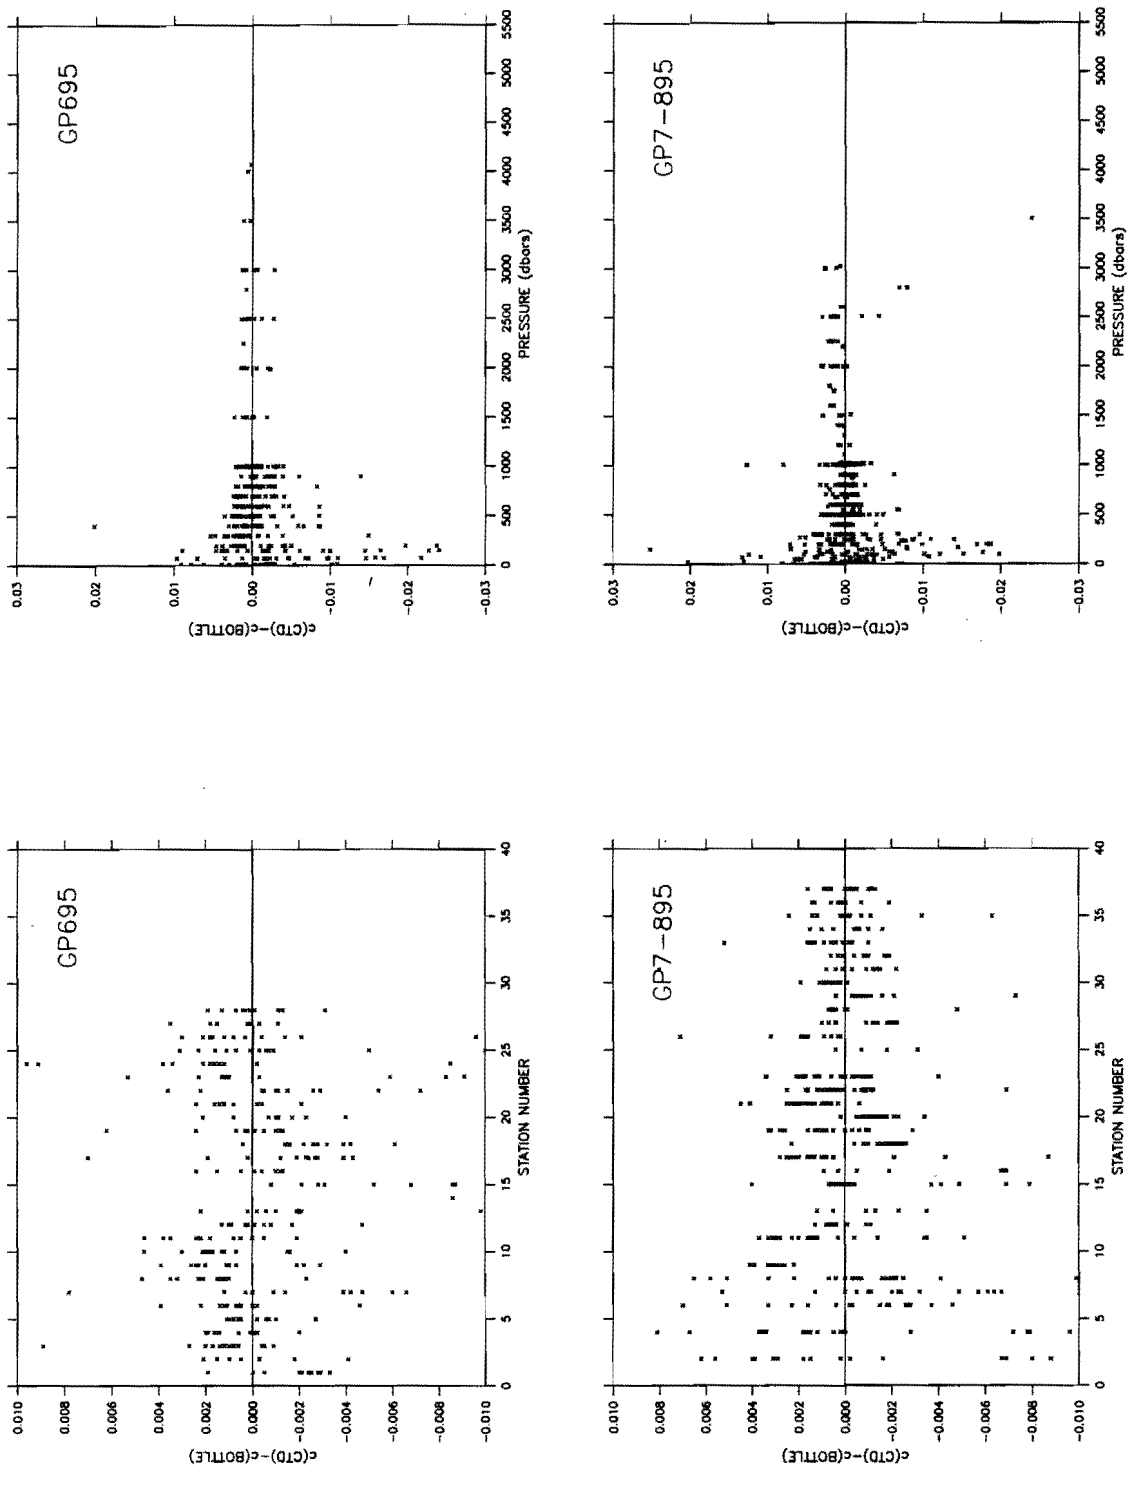 GP695
0.010
0.008
0.006
0.004
0.002
0.000
-0.002
-0.004
-0.006
-0.008
-0.010
c(CTD)-c(BOTTLE)
0 5 10 15 20 25 30 35 40
STATION NUMBER
GP695
0.03
0.02
0.01
0.00
-0.01
-0.02
-0.03
c(CTD)-c(BOTTLE)
0 500 1000 1500 2000 2500 3000 3500 4000 4500 5000 5500
PRESSURE (dbars)
GP7-895
0.010
0.008
0.006
0.004
0.002
0.000
-0.002
-0.004
-0.006
-0.008
-0.010
c(CTD)-c(BOTTLE)
0 5 10 15 20 25 30 35 40
STATION NUMBER
GP7-895
0.03
0.02
0.01
0.00
-0.01
-0.02
-0.03
c(CTD)-c(BOTTLE)
0 500 1000 1500 2000 2500 3000 3500 4000 4500 5000 5500
PRESSURE (dbars)